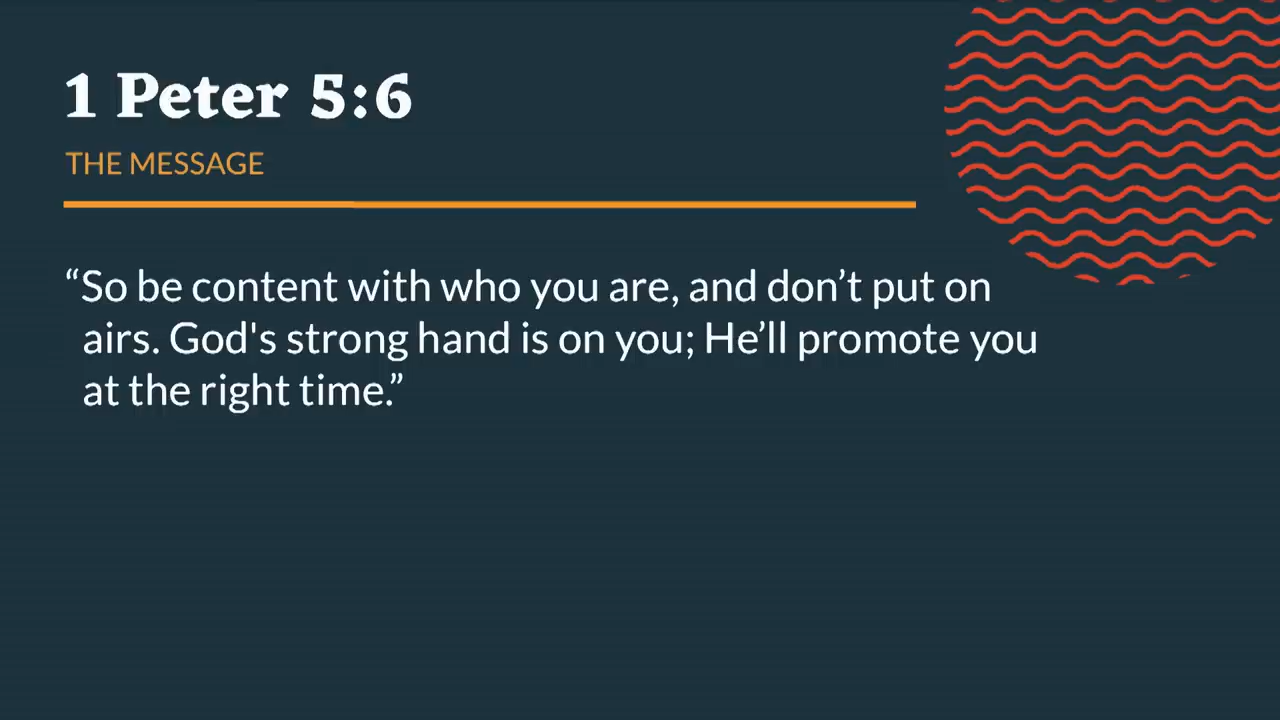 1 Peter 5:6
THE MESSAGE
“So be content with who you are, and don’t put on
airs. God's strong hand is on you; He’ll promote you
at the right time.”